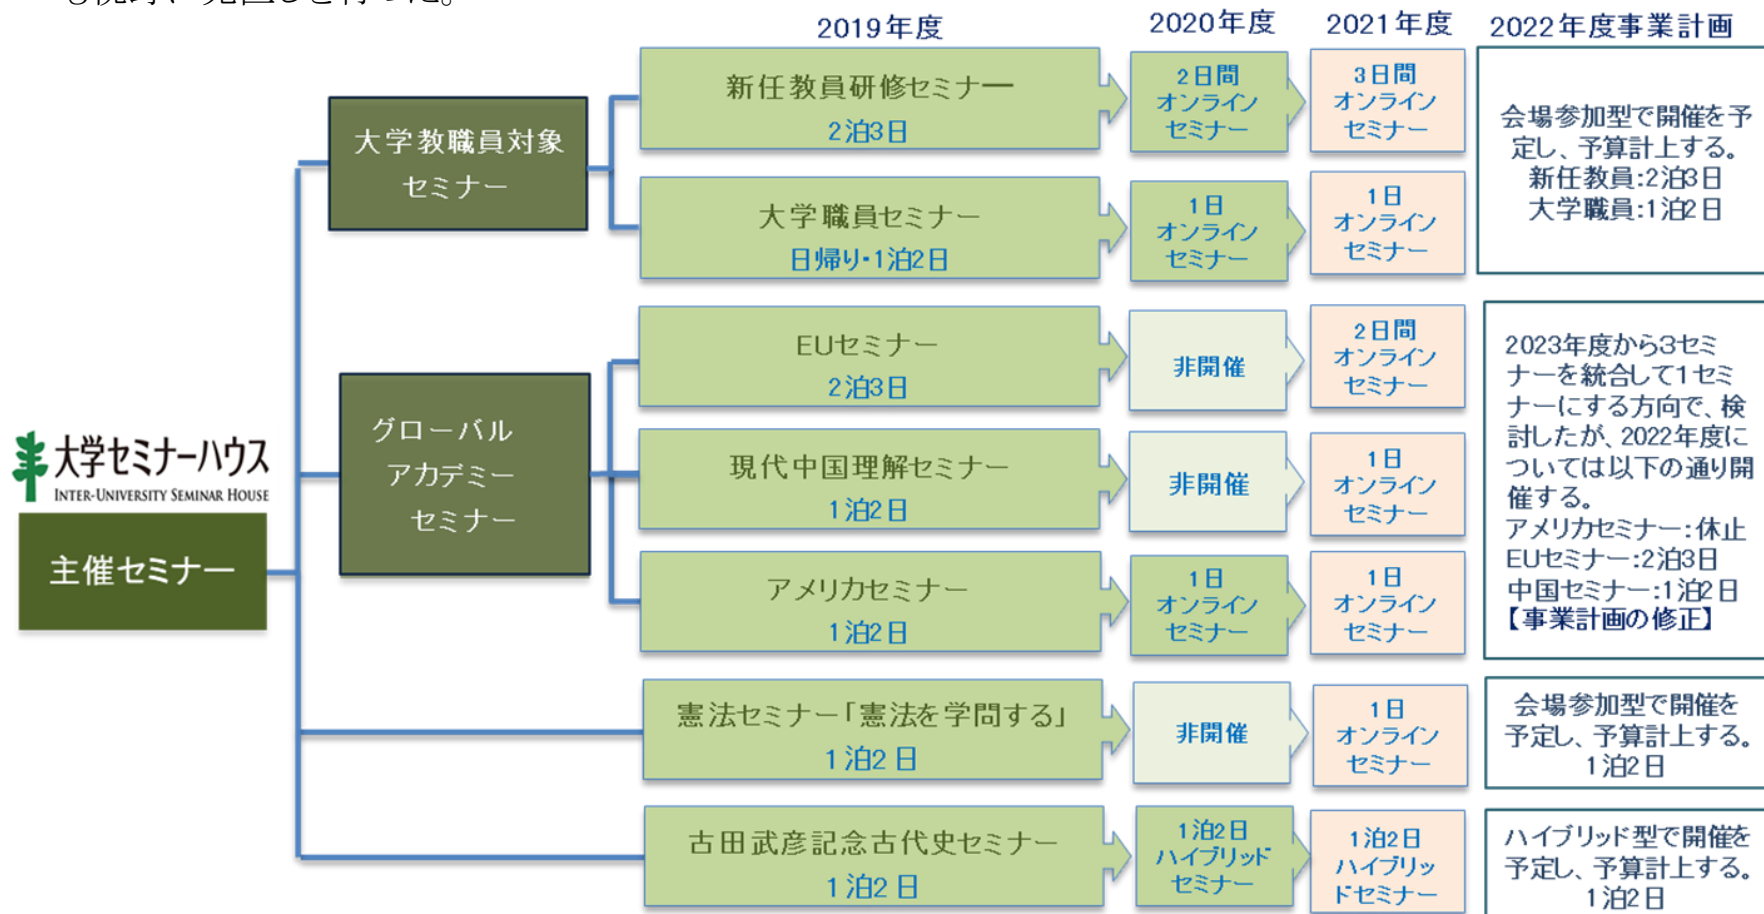 2019年度
2020年度
2021年度
2022年度事業計画
大学セミナーハウス
INTER-UNIVERSITY SEMINAR HOUSE
主催セミナー
大学教職員対象
セミナー
新任教員研修セミナー
2泊3日
2日間
オンライン
セミナー
3日間
オンライン
セミナー
大学職員セミナー
日帰り・1泊2日
1日
オンライン
セミナー
1日
オンライン
セミナー
会場参加型で開催を予
定し、予算計上する。
新任教員:2泊3日
大学職員:1泊2日
グローバル
アカデミー
セミナー
EUセミナー
2泊3日
非開催
2日間
オンライン
セミナー
現代中国理解セミナー
1泊2日
非開催
1日
オンライン
セミナー
アメリカセミナー
1泊2日
1日
オンライン
セミナー
1日
オンライン
セミナー
2023年度から3セミ
ナーを統合して1セミ
ナーにする方向で、検
討したが、2022年度に
ついては以下の通り開
催する。
アメリカセミナー:休止
EUセミナー:2泊3日
中国セミナー:1泊2日
【事業計画の修正】
憲法セミナー「憲法を学問する」
1泊2日
非開催
1日
オンライン
セミナー
会場参加型で開催を
予定し、予算計上する。
1泊2日
古田武彦記念古代史セミナー
1泊2日
1泊2日
ハイブリッド
セミナー
1泊2日
ハイブリッ
ドセミナー
ハイブリッド型で開催を
予定し、予算計上する。
1泊2日